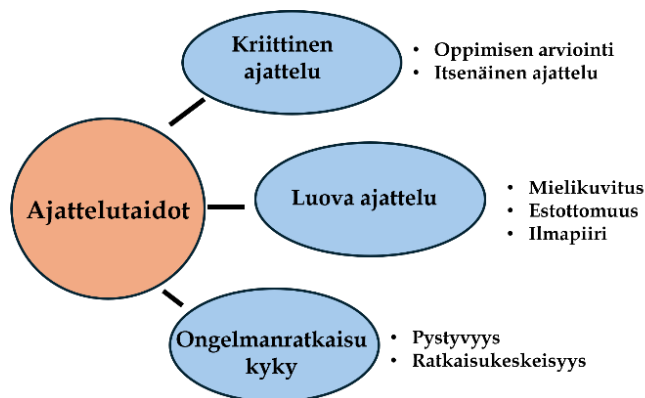 Kriittinen
ajattelu
• Oppimisen arviointi
• Itsenäinen ajattelu
Ajattelutaidot
Luova ajattelu
• Mielikuvitus
• Estottomuus
• Ilmapiiri
Ongelmanratkaisu
kyky
• Pystyvyys
• Ratkaisukeskeisyys